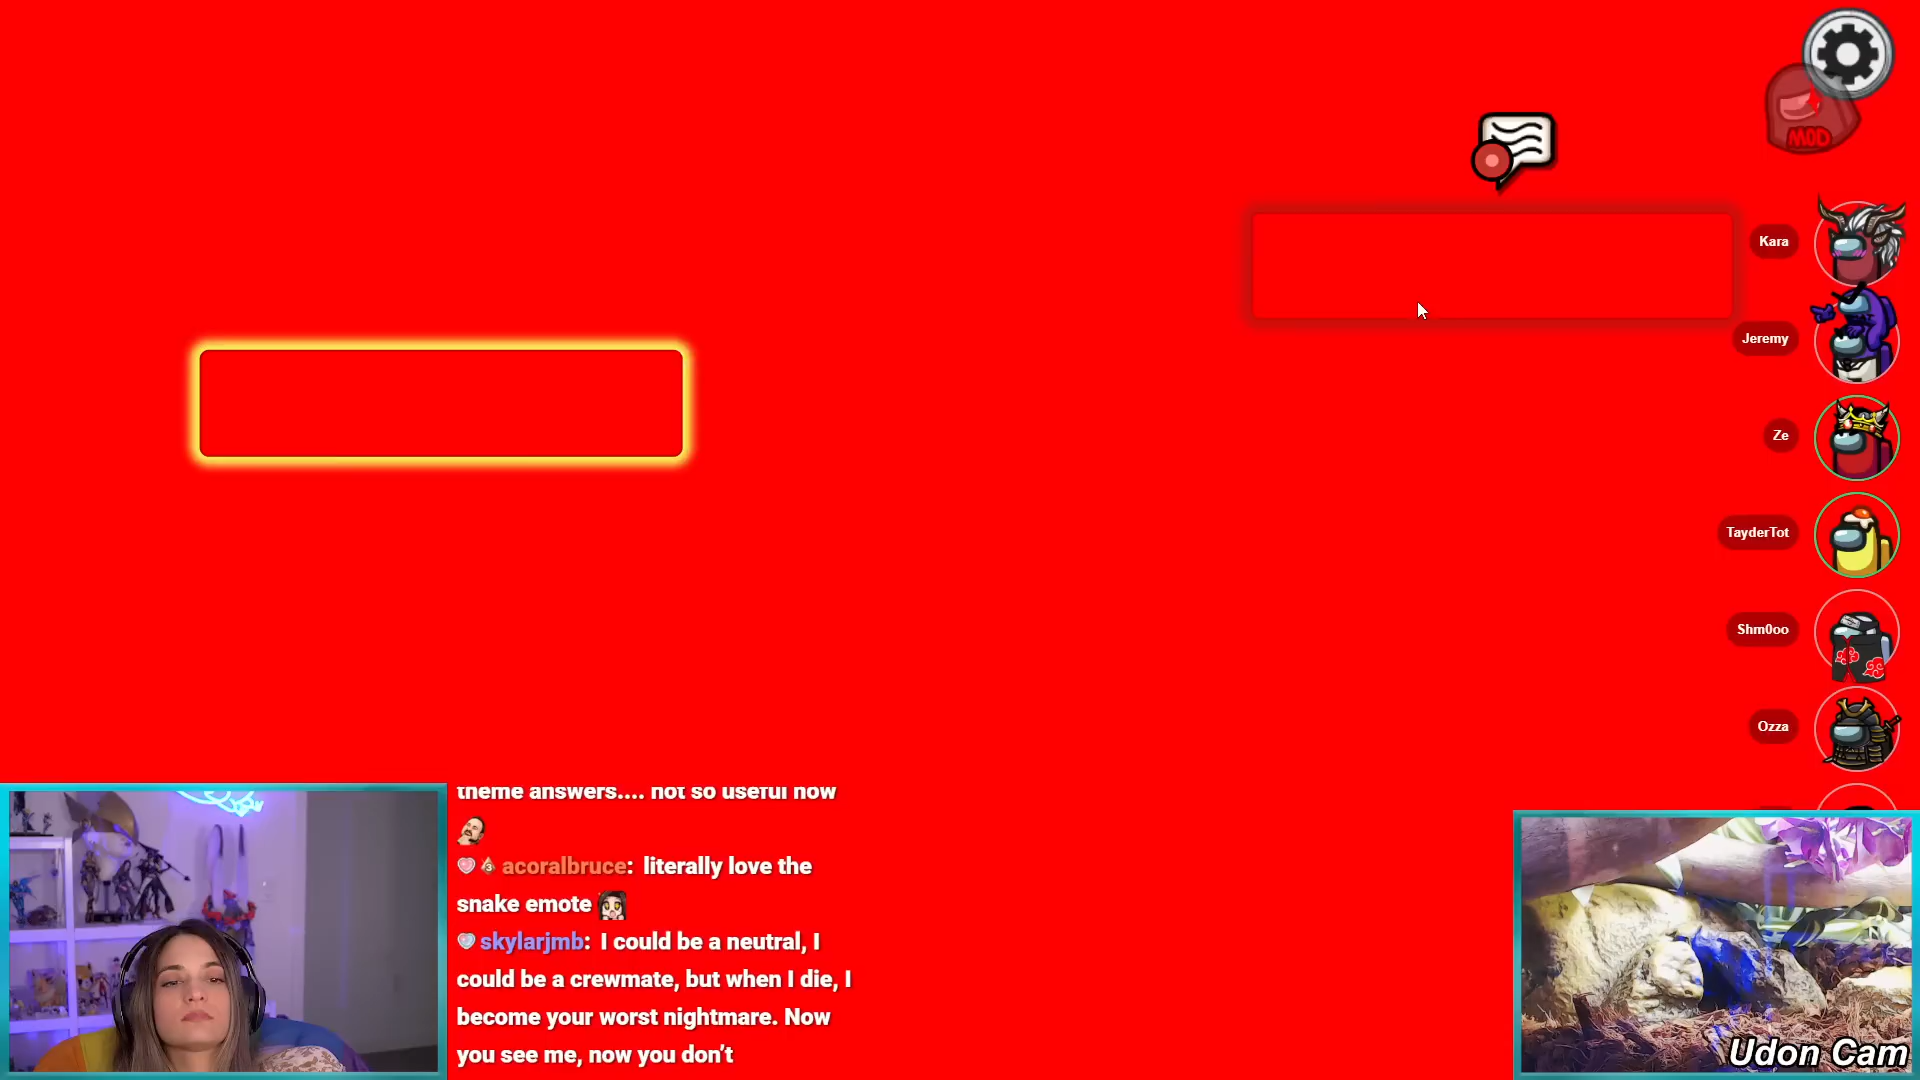 MOD
Kara
Jeremy
Ze
TayderTot
Shm0oo
Ozza
theme answers.... not so useful now
acoralbruce: literally love the
snake emote
skylarjmb: I could be a neutral, I
could be a crewmate, but when I die, I
become your worst nightmare. Now
you see me, now you don't
Udon Cam